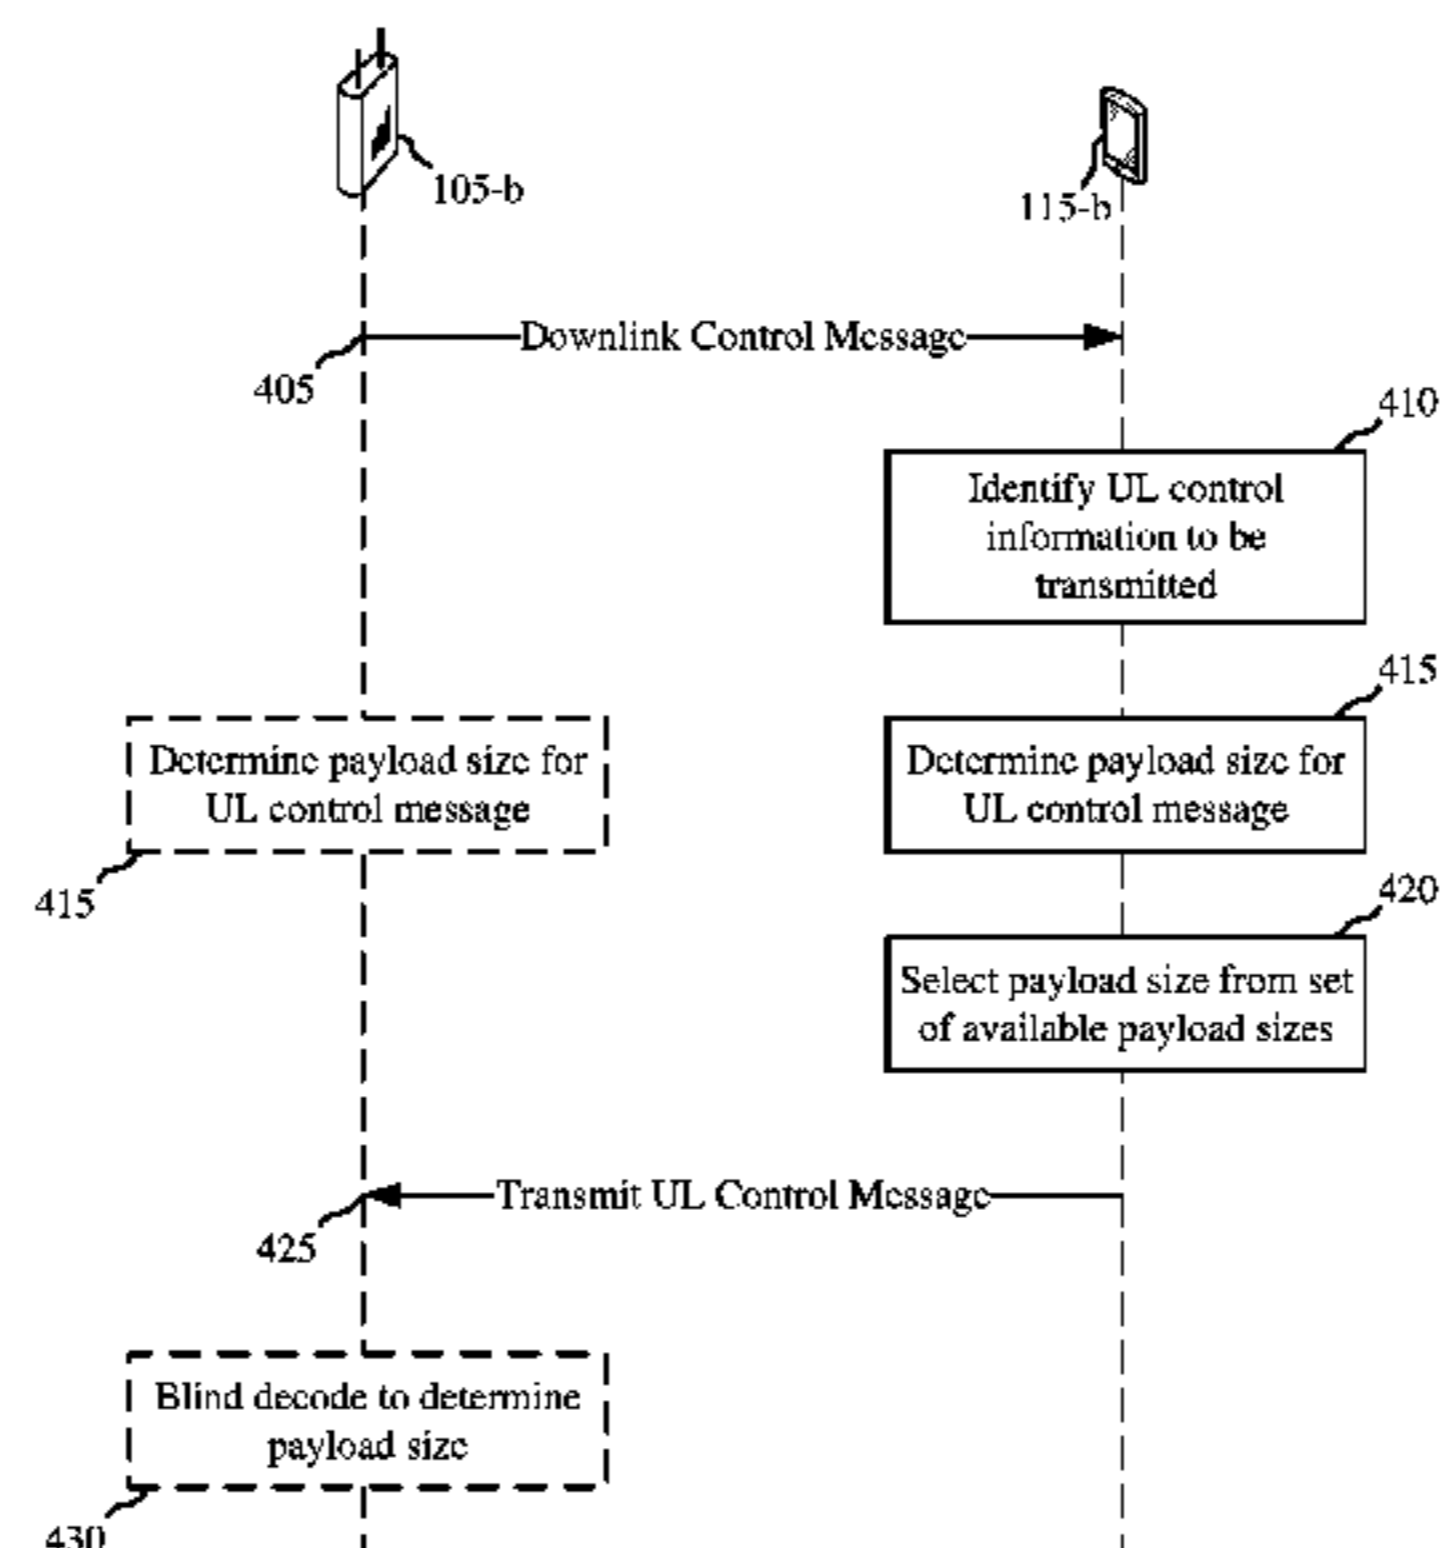 105-b
115-b
Downlink Control Message
405
410
Identify UL control
information to be
transmitted
415
Determine payload size for
UL control message
415
Determine payload size for
UL control message
420
Select payload size from set
of available payload sizes
Transmit UL Control Message
425
Blind decode to determine
payload size
430